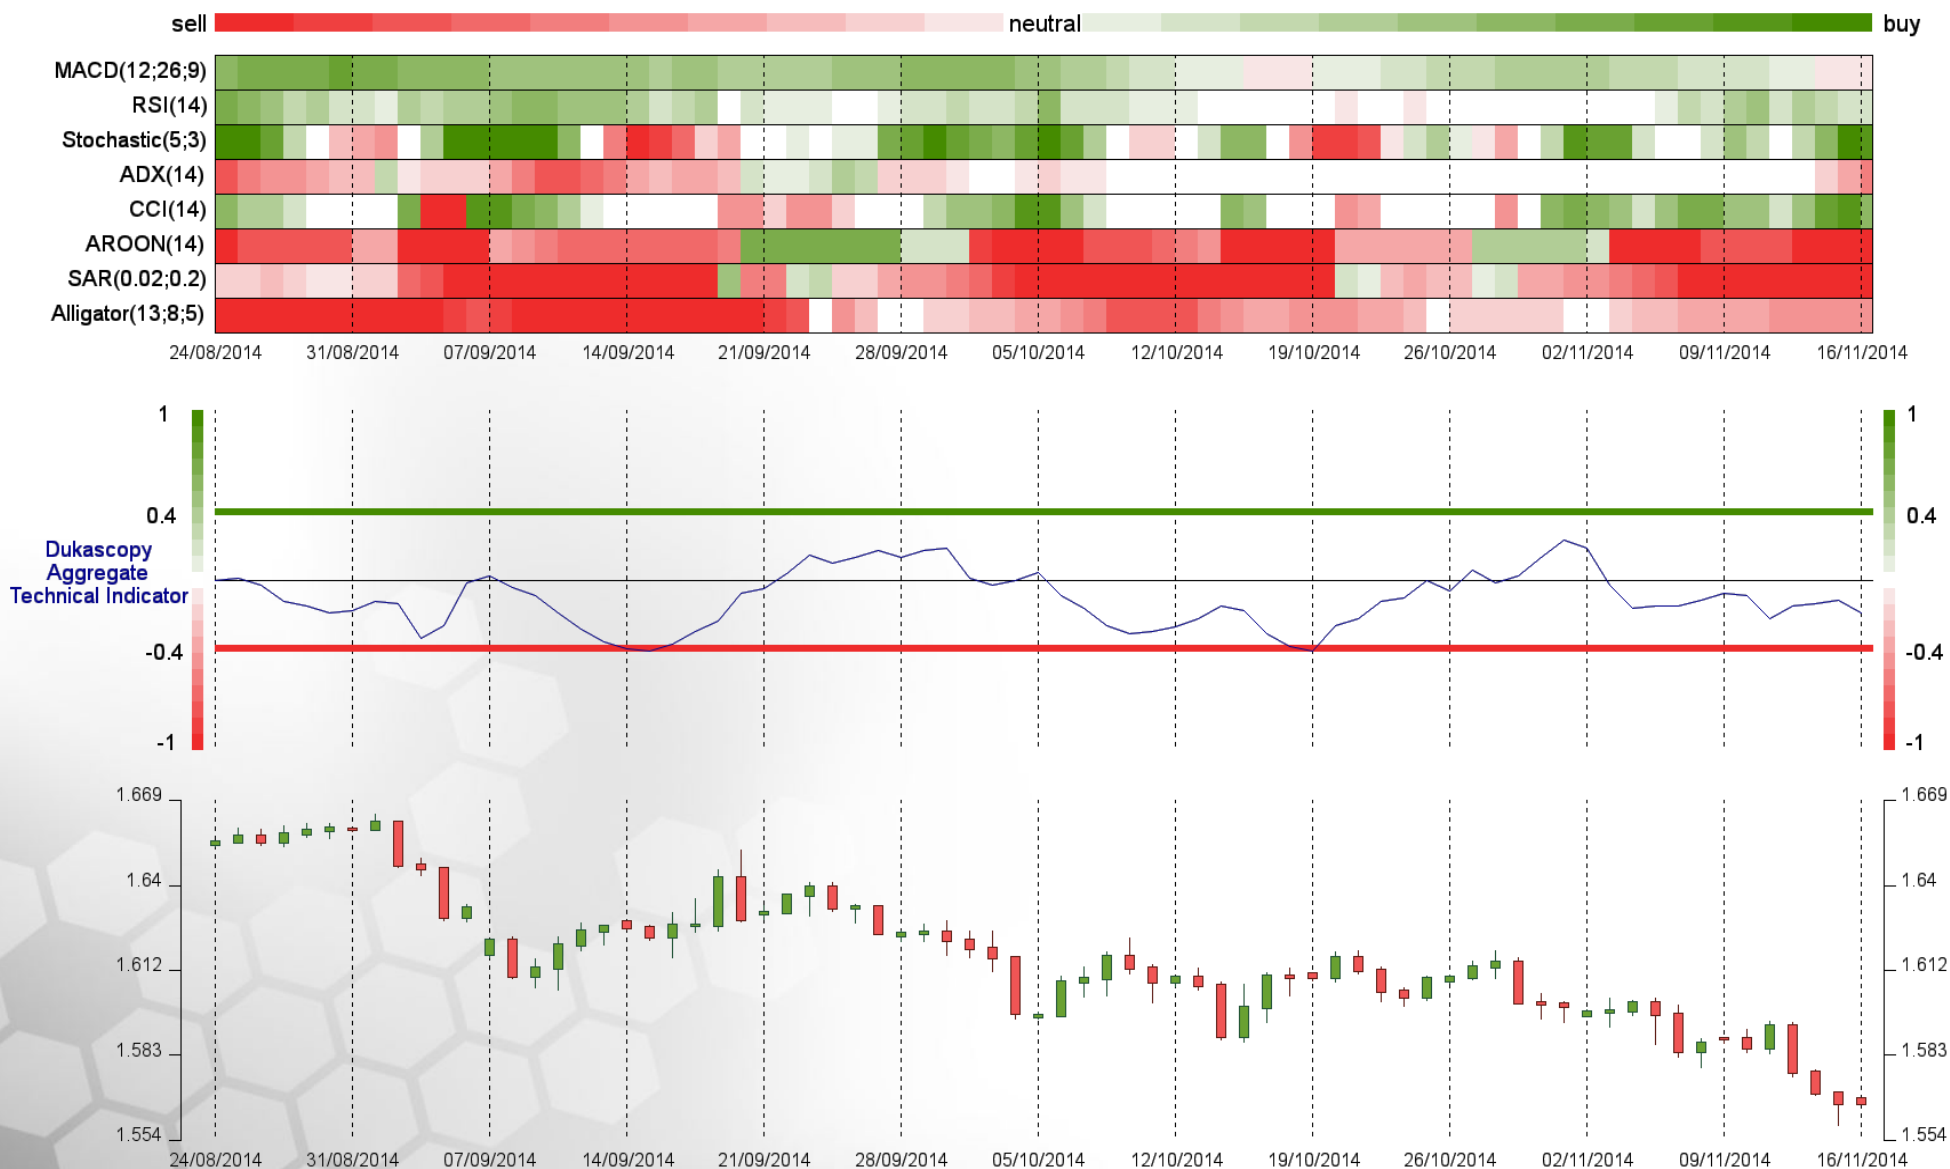 sell neutral buy
MACD(12;26;9)
RSI(14)
Stochastic(5;3)
ADX(14)
CCI(14)
AROON(14)
SAR(0.02;0.2)
Alligator(13;8;5)
24/08/2014 31/08/2014 07/09/2014 14/09/2014 21/09/2014 28/09/2014 05/10/2014 12/10/2014 19/10/2014 26/10/2014 02/11/2014 09/11/2014 16/11/2014
1 1
0.4 0.4
Dukascopy
Aggregate
Technical Indicator
-0.4 -0.4
-1 -1
1.669 1.669
1.64 1.64
1.612 1.612
1.583 1.583
1.554 1.554
24/08/2014 31/08/2014 07/09/2014 14/09/2014 21/09/2014 28/09/2014 05/10/2014 12/10/2014 19/10/2014 26/10/2014 02/11/2014 09/11/2014 16/11/2014